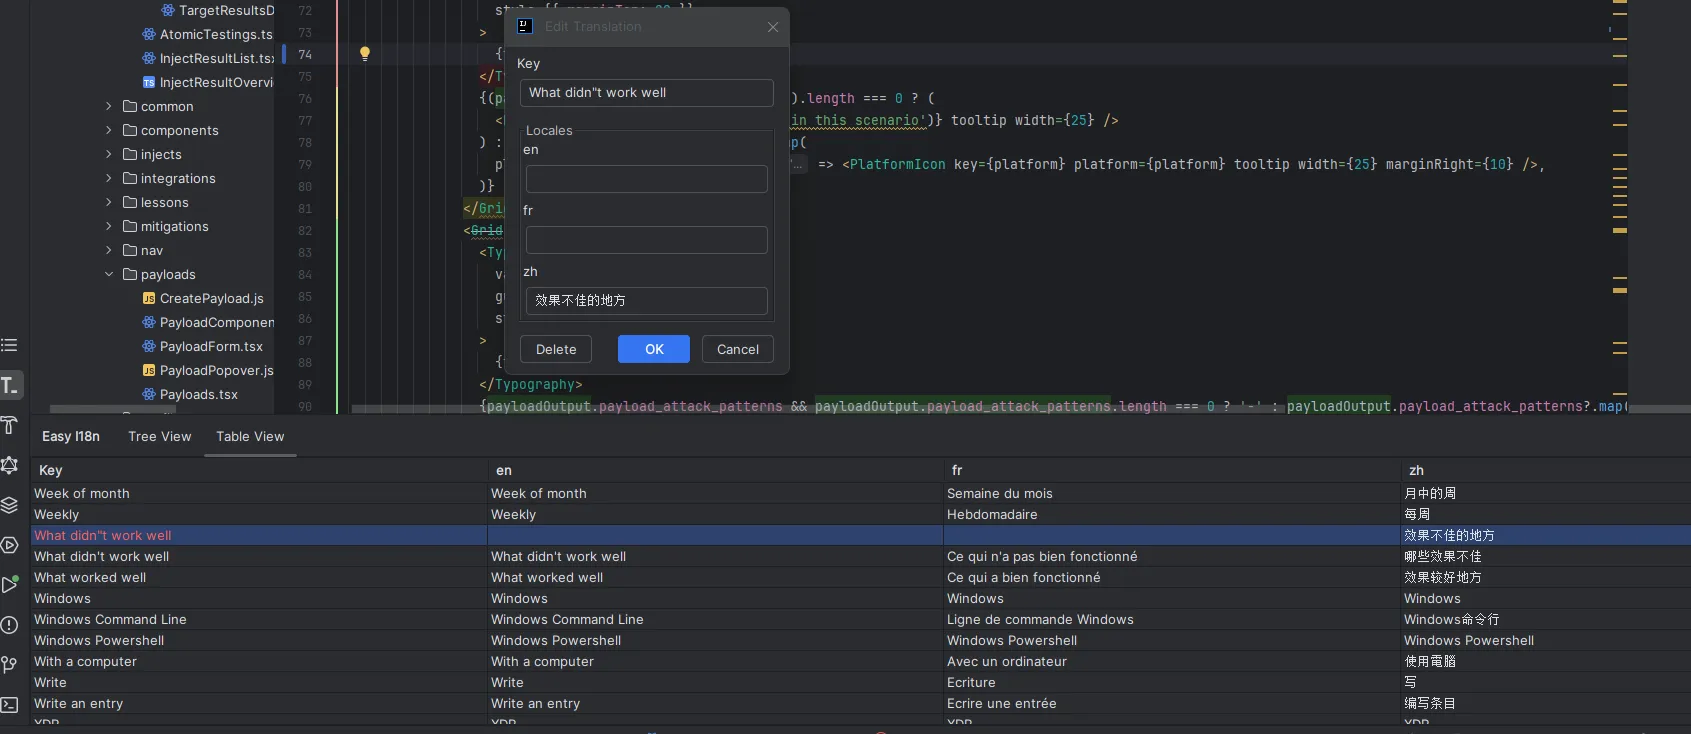 TargetResultsD
AtomicTestings.ts
InjectResultList.tsx
InjectResultOvervi
common
components
injects
integrations
lessons
mitigations
nav
payloads
CreatePayload.js
PayloadComponen
PayloadForm.tsx
PayloadPopover.js
Payloads.tsx
72
73 >
74 {
75 </T
76 {(pa ).length === 0 ? (
77 < in this scenario')} tooltip width={25} />
78 ) : p(
79 pl "... => <PlatformIcon key={platform} platform={platform} tooltip width={25} marginRight={10} />,
80 )}
81 </Grid
82 <Grid
83 <Typ
84 va
85 gu
86 st
87 >
88 {
89 </Typography>
90 {payloadOutput.payload_attack_patterns && payloadOutput.payload_attack_patterns.length === 0 ? '-' : payloadOutput.payload_attack_patterns?.map(
Edit Translation
Key
What didn"t work well
Locales
en
fr
zh
效果不佳的地方
Delete OK Cancel
Easy I18n Tree View Table View
Key en fr zh
Week of month Week of month Semaine du mois 月中的周
Weekly Weekly Hebdomadaire 每周
What didn"t work well 效果不佳的地方
What didn't work well What didn't work well Ce qui n'a pas bien fonctionné 哪些效果不佳
What worked well What worked well Ce qui a bien fonctionné 效果较好地方
Windows Windows Windows Windows
Windows Command Line Windows Command Line Ligne de commande Windows Windows命令行
Windows Powershell Windows Powershell Windows Powershell Windows Powershell
With a computer With a computer Avec un ordinateur 使用電腦
Write Write Ecriture 写
Write an entry Write an entry Ecrire une entrée 编写条目
XDR XDR XDR XDR